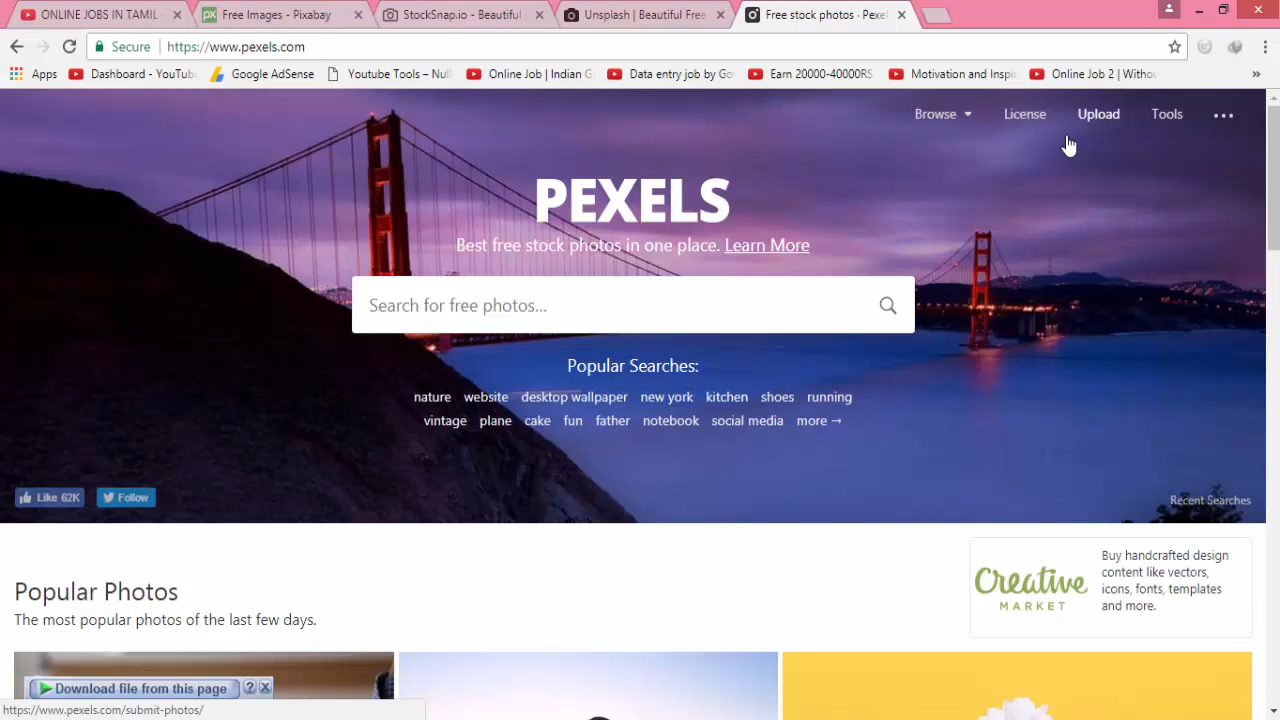 ONLINE JOBS IN TAMIL -
Free Images - Pixabay
StockSnap.io - Beautiful
Unsplash | Beautiful Free
Free stock photos · Pexel
Secure
https://www.pexels.com
Apps
Dashboard - YouTub
Google AdSense
Youtube Tools – Null
Online Job | Indian G
Data entry job by Go
Earn 20000-40000RS
Motivation and Inspi
Online Job 2 | Witho
»
Browse
License
Upload
Tools
PEXELS
Best free stock photos in one place. Learn More
Search for free photos...
Popular Searches:
nature website desktop wallpaper new york kitchen shoes running
vintage plane cake fun father notebook social media more →
Like 62K
Follow
Recent Searches
Creative
MARKET
Buy handcrafted design
content like vectors,
icons, fonts, templates
and more.
Popular Photos
The most popular photos of the last few days.
Download file from this page
?
https://www.pexels.com/submit-photos/